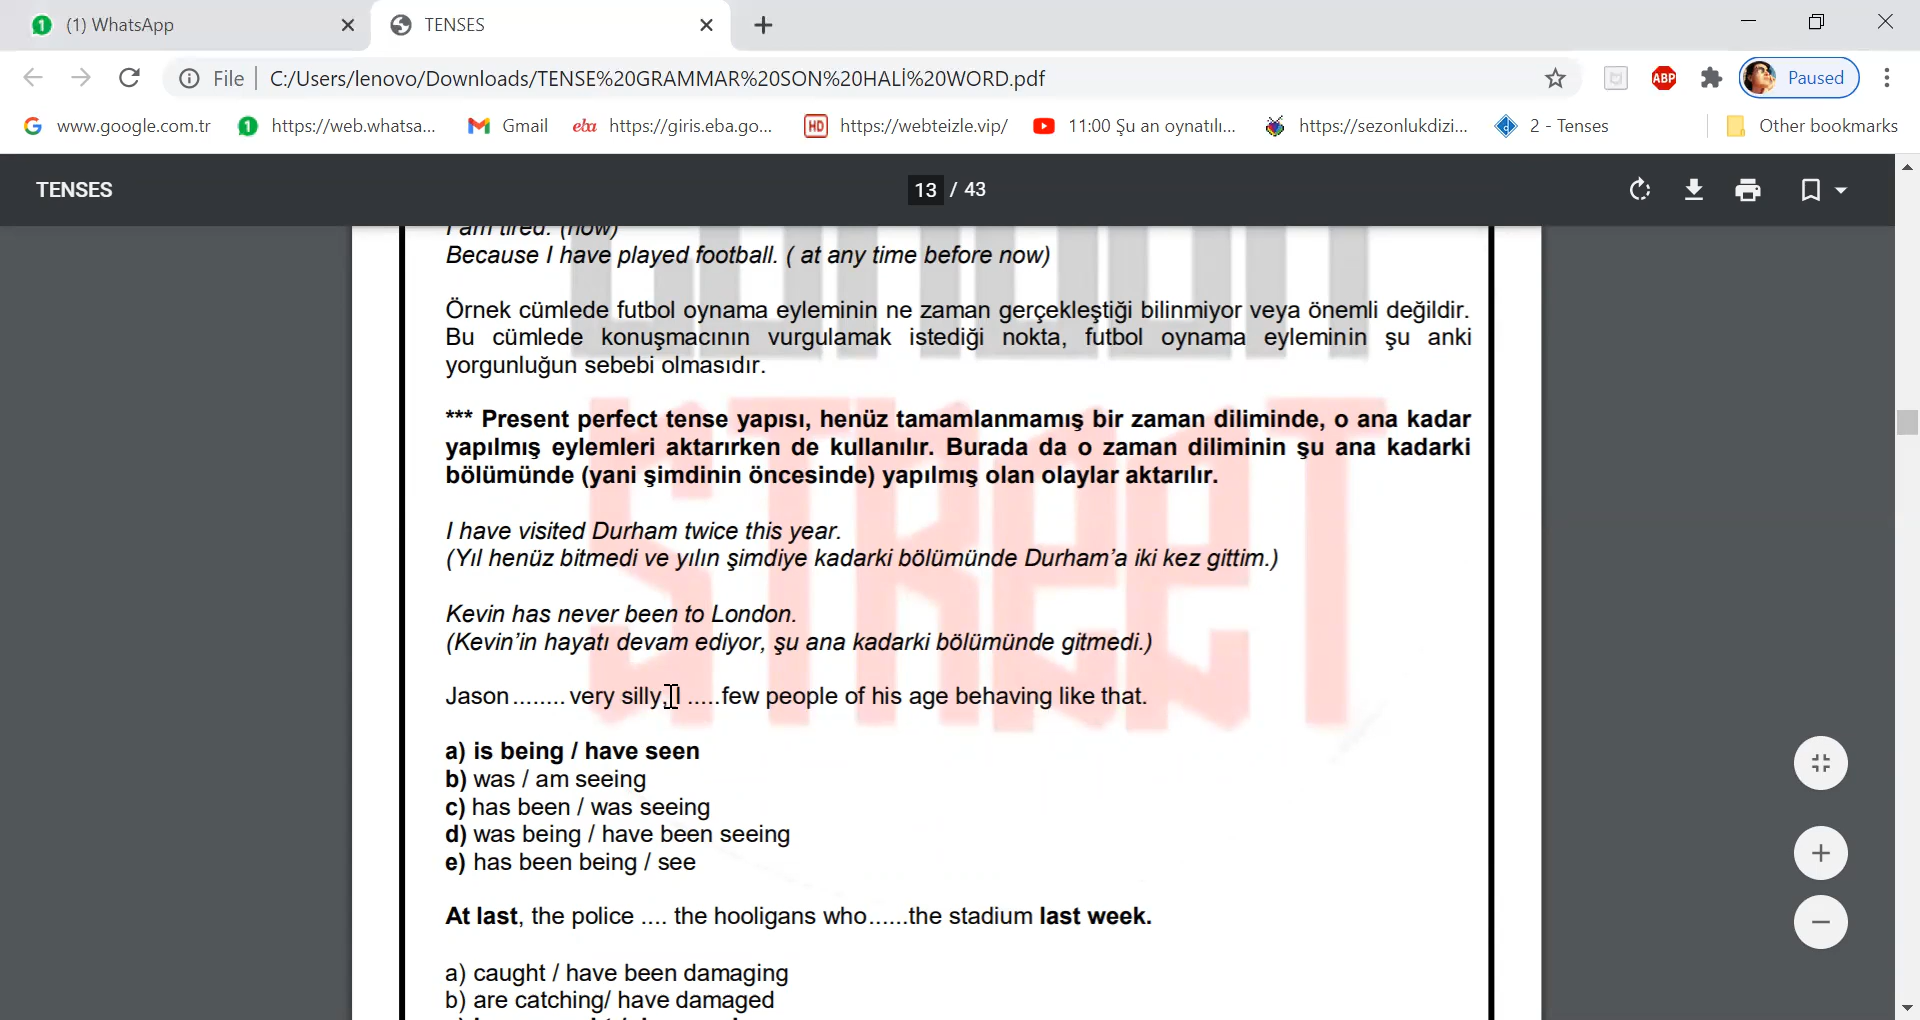 (1) WhatsApp
TENSES
File
C:/Users/lenovo/Downloads/TENSE%20GRAMMAR%20SON%20HALİ%20WORD.pdf
ABP
Paused
www.google.com.tr
https://web.whatsa...
Gmail
eba https://giris.eba.go...
HD https://webteizle.vip/
11:00 Şu an oynatılı...
https://sezonlukdizi...
2 - Tenses
Other bookmarks
TENSES
13 / 43
I am tired. (now)
Because I have played football. ( at any time before now)
Örnek cümlede futbol oynama eyleminin ne zaman gerçekleştiği bilinmiyor veya önemli değildir.
Bu cümlede konuşmacının vurgulamak istediği nokta, futbol oynama eyleminin şu anki
yorgunluğun sebebi olmasıdır.
*** Present perfect tense yapısı, henüz tamamlanmamış bir zaman diliminde, o ana kadar
yapılmış eylemleri aktarırken de kullanılır. Burada da o zaman diliminin şu ana kadarki
bölümünde (yani şimdinin öncesinde) yapılmış olan olaylar aktarılır.
I have visited Durham twice this year.
(Yıl henüz bitmedi ve yılın şimdiye kadarki bölümünde Durham’a iki kez gittim.)
Kevin has never been to London.
(Kevin’in hayatı devam ediyor, şu ana kadarki bölümünde gitmedi.)
Jason........ very silly. I .....few people of his age behaving like that.
a) is being / have seen
b) was / am seeing
c) has been / was seeing
d) was being / have been seeing
e) has been being / see
At last, the police .... the hooligans who......the stadium last week.
a) caught / have been damaging
b) are catching/ have damaged
STREET